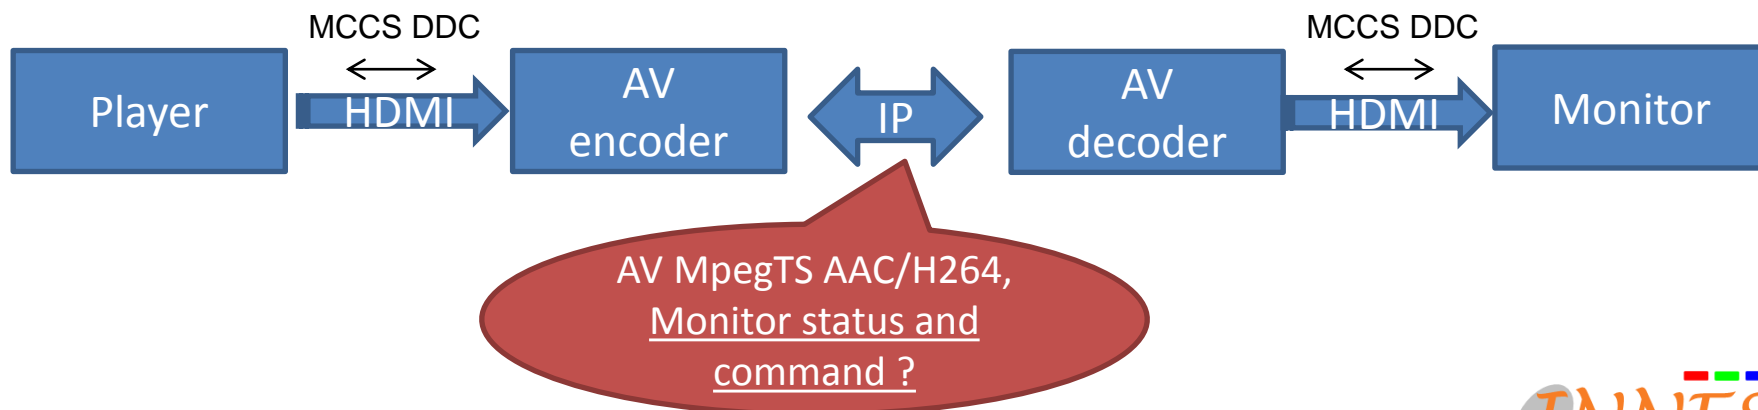 MCCS DDC
MCCS DDC
Player
HDMI
AV
encoder
IP
AV
decoder
HDMI
Monitor
AV MpegTS AAC/H264,
Monitor status and
command ?